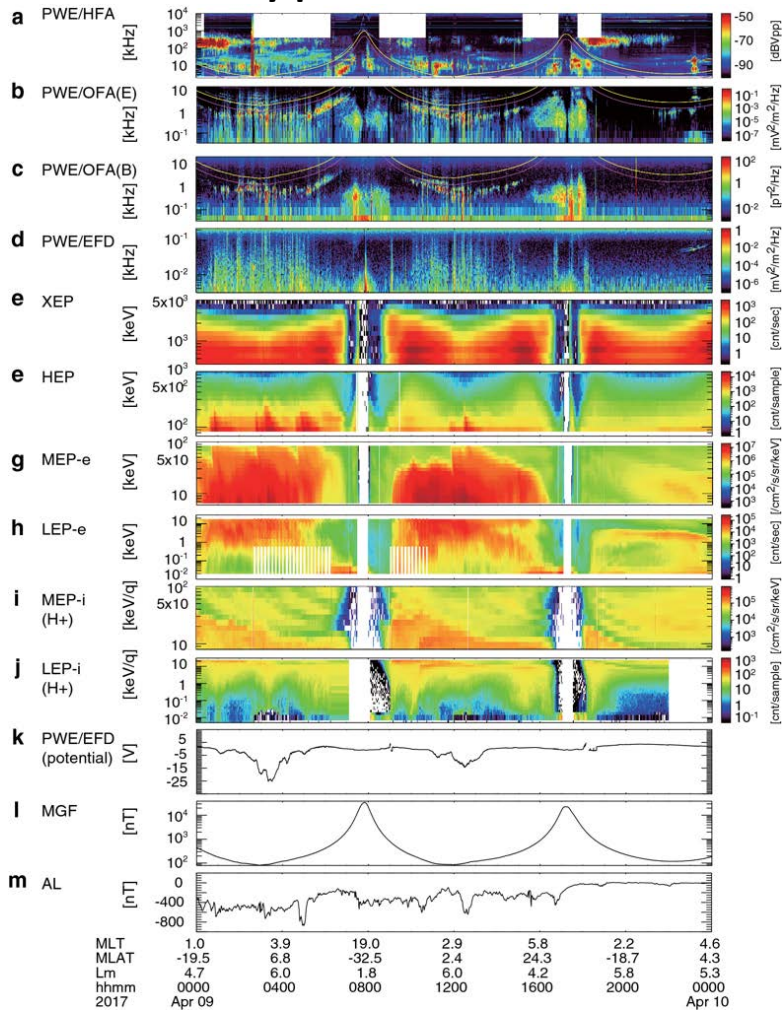 a PWE/HFA [kHz] 10⁴ 10³ 10² 10 -50 -70 -90 [dBVpp]
b PWE/OFA(E) [kHz] 10 1 10⁻¹ 10⁻¹ 10⁻³ 10⁻⁵ 10⁻⁷ [mV²/m²/Hz]
c PWE/OFA(B) [kHz] 10 1 10⁻¹ 10² 1 10⁻² [pT²/Hz]
d PWE/EFD [kHz] 10⁻¹ 10⁻² 1 10⁻² 10⁻⁴ 10⁻⁶ [mV²/m²/Hz]
e XEP [keV] 5x10³ 10³ 10³ 10² 10 1 [cnt/sec]
e HEP [keV] 5x10² 10² 10⁴ 10³ 10² 10 1 [cnt/sample]
g MEP-e [keV] 10² 5x10 10 10⁷ 10⁶ 10⁵ 10⁴ 10³ [/cm²/s/sr/keV]
h LEP-e [keV] 10 1 10⁻¹ 10⁻² 10⁵ 10⁴ 10³ 10² 10 1 [cnt/sec]
i MEP-i (H+) [keV/q] 10² 5x10 10 10⁵ 10⁴ 10³ [/cm²/s/sr/keV]
j LEP-i (H+) [keV/q] 10 1 10⁻¹ 10⁻² 10³ 10² 10 1 10⁻¹ [cnt/sample]
k PWE/EFD (potential) [V] 5 -5 -15 -25
l MGF [nT] 10⁴ 10³ 10²
m AL [nT] 0 -400 -800
MLT 1.0 3.9 19.0 2.9 5.8 2.2 4.6
MLAT -19.5 6.8 -32.5 2.4 24.3 -18.7 4.3
Lm 4.7 6.0 1.8 6.0 4.2 5.8 5.3
hhmm 0000 0400 0800 1200 1600 2000 0000
2017 Apr 09 Apr 10